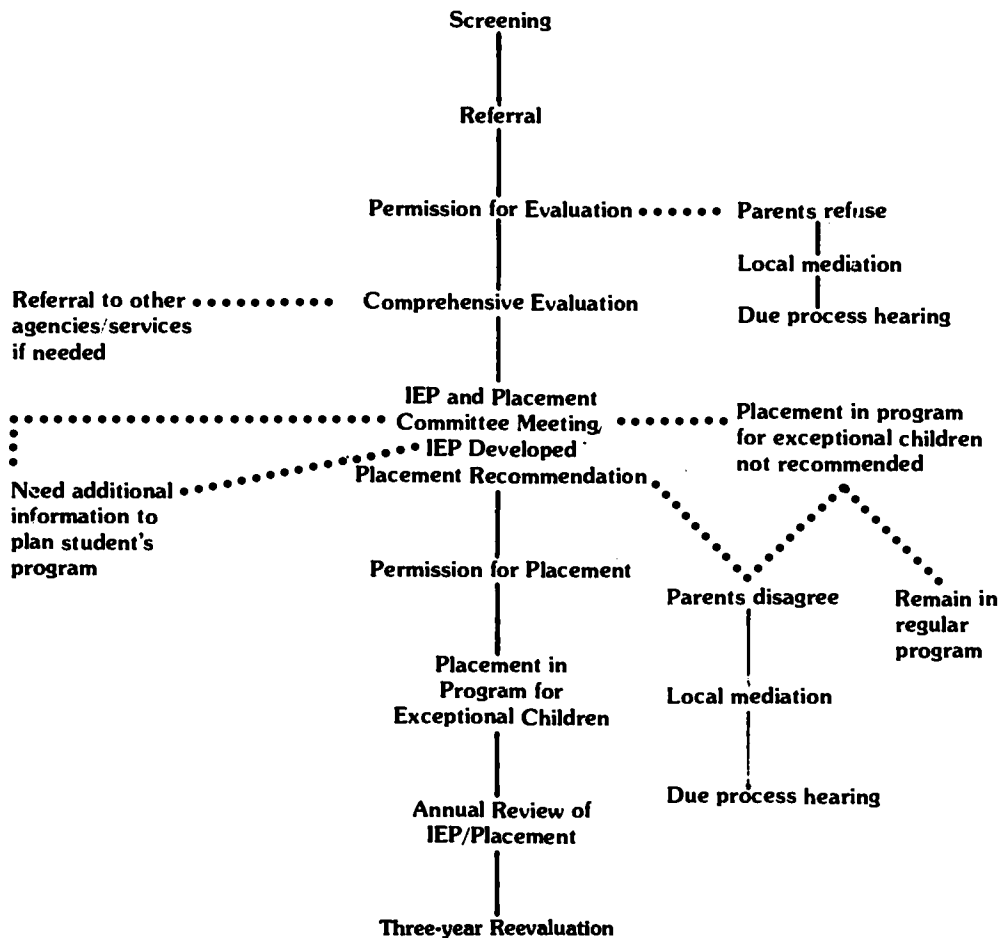 Screening
Referral
Permission for Evaluation
Parents refuse
Local mediation
Due process hearing
Referral to other
agencies/services
if needed
Comprehensive Evaluation
IEP and Placement
Committee Meeting,
IEP Developed
Placement Recommendation
Placement in program
for exceptional children
not recommended
Need additional
information to
plan student's
program
Permission for Placement
Parents disagree
Remain in
regular
program
Placement in
Program for
Exceptional Children
Local mediation
Due process hearing
Annual Review of
IEP/Placement
Three-year Reevaluation